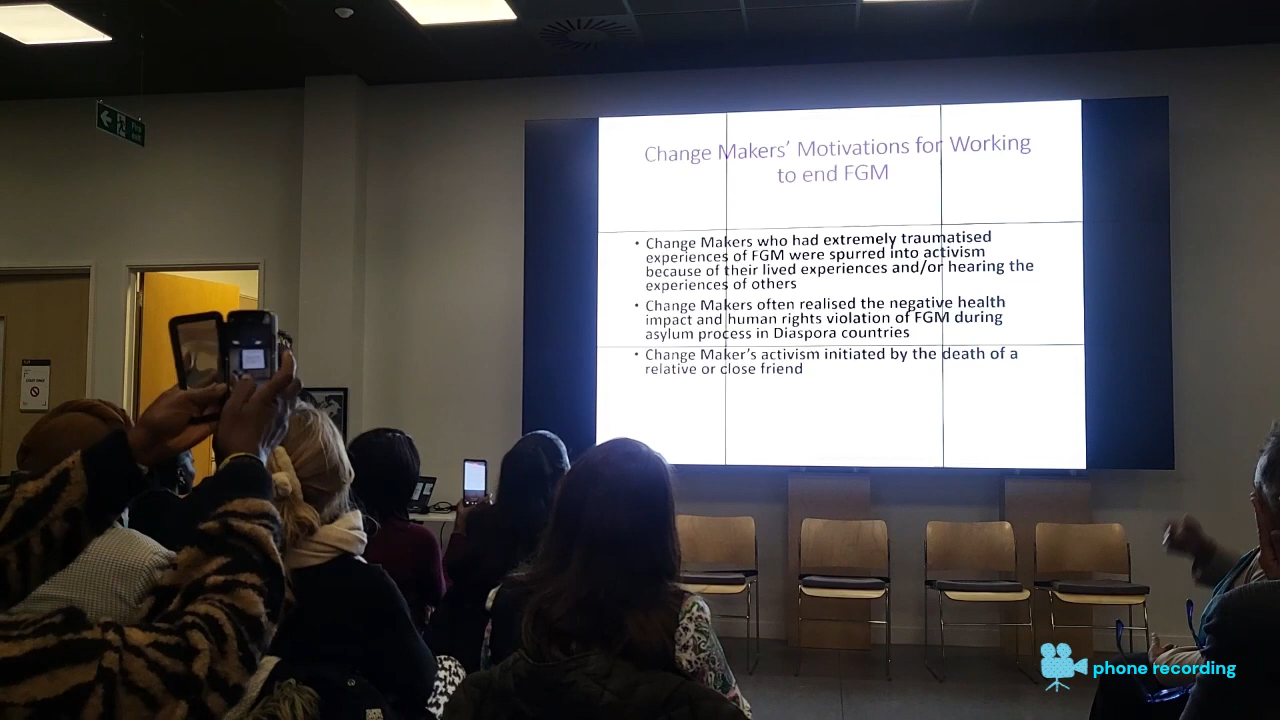 Change Makers' Motivations for Working
to end FGM
• Change Makers who had extremely traumatised
experiences of FGM were spurred into activism
because of their lived experiences and/or hearing the
experiences of others
• Change Makers often realised the negative health
impact and human rights violation of FGM during
asylum process in Diaspora countries
• Change Maker's activism initiated by the death of a
relative or close friend
phone recording